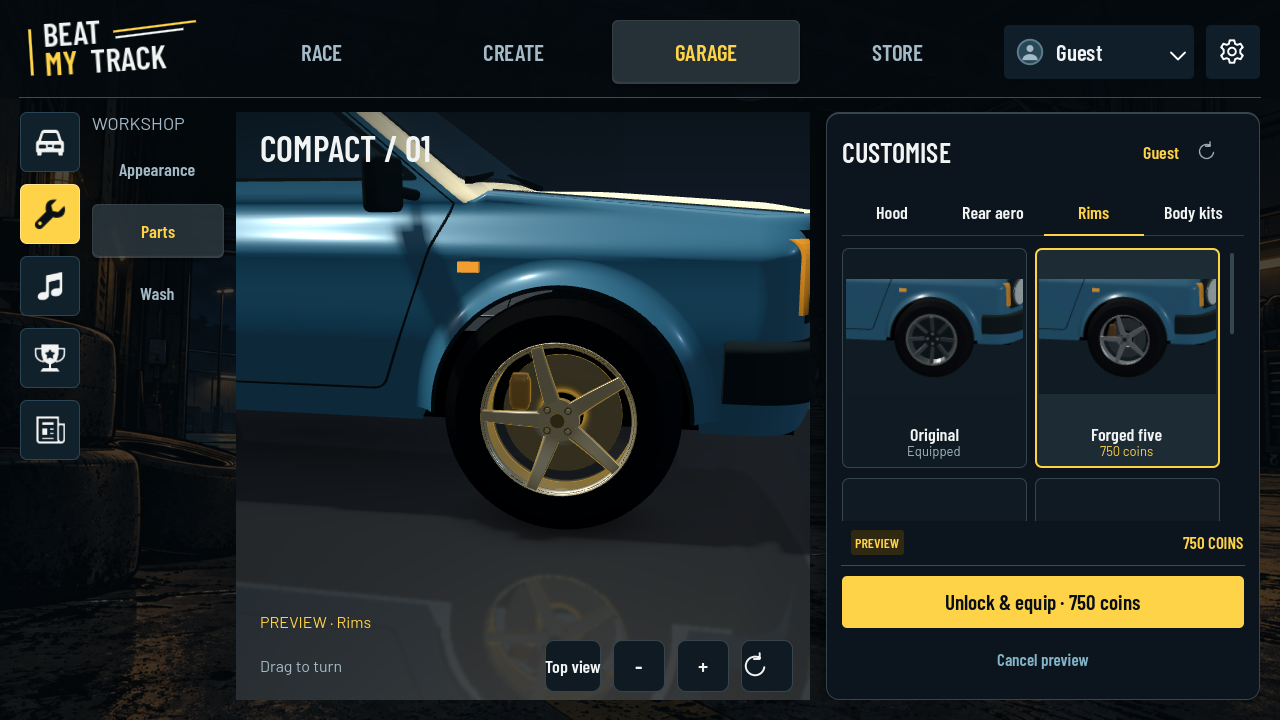 BEAT
MY TRACK
RACE
CREATE
GARAGE
STORE
Guest
WORKSHOP
Appearance
Parts
Wash
COMPACT / 01
PREVIEW · Rims
Drag to turn
Top view
-
+
CUSTOMISE
Guest
Hood
Rear aero
Rims
Body kits
Original
Equipped
Forged five
750 coins
PREVIEW
750 COINS
Unlock & equip · 750 coins
Cancel preview